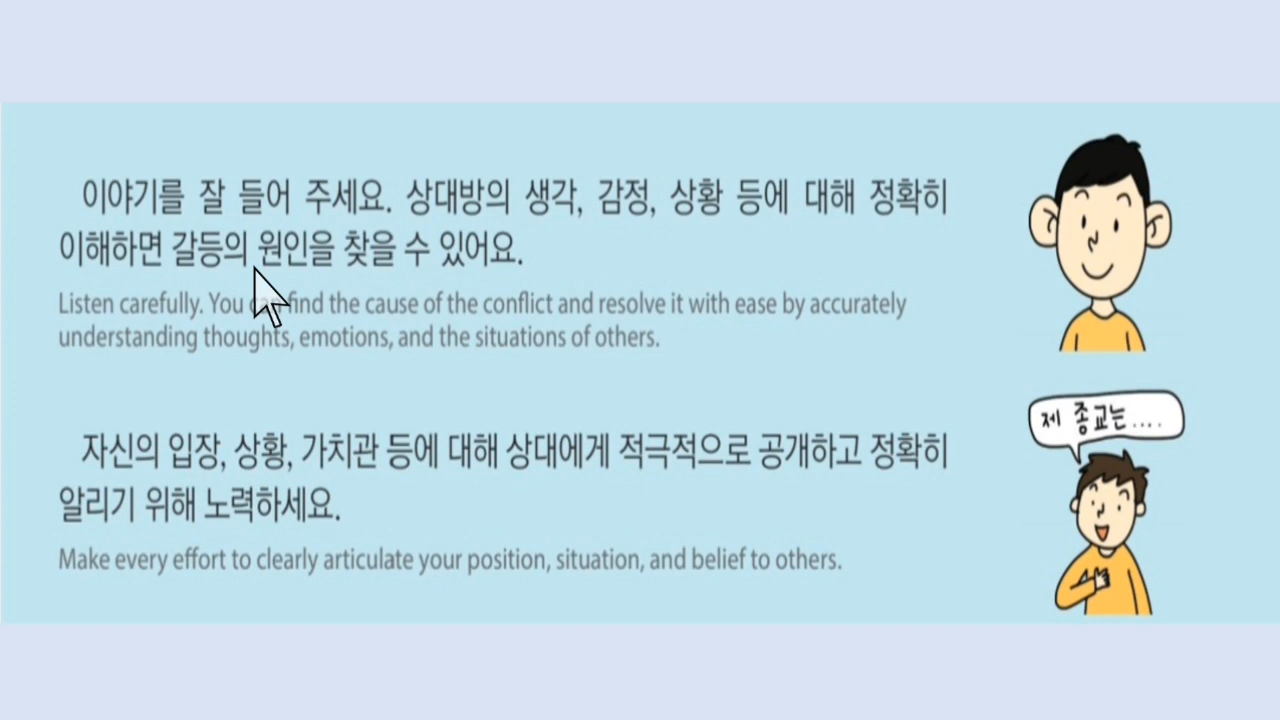 이야기를 잘 들어 주세요. 상대방의 생각, 감정, 상황 등에 대해 정확히
이해하면 갈등의 원인을 찾을 수 있어요.
Listen carefully. You can find the cause of the conflict and resolve it with ease by accurately
understanding thoughts, emotions, and the situations of others.
제 종교는....
자신의 입장, 상황, 가치관 등에 대해 상대에게 적극적으로 공개하고 정확히
알리기 위해 노력하세요.
Make every effort to clearly articulate your position, situation, and belief to others.